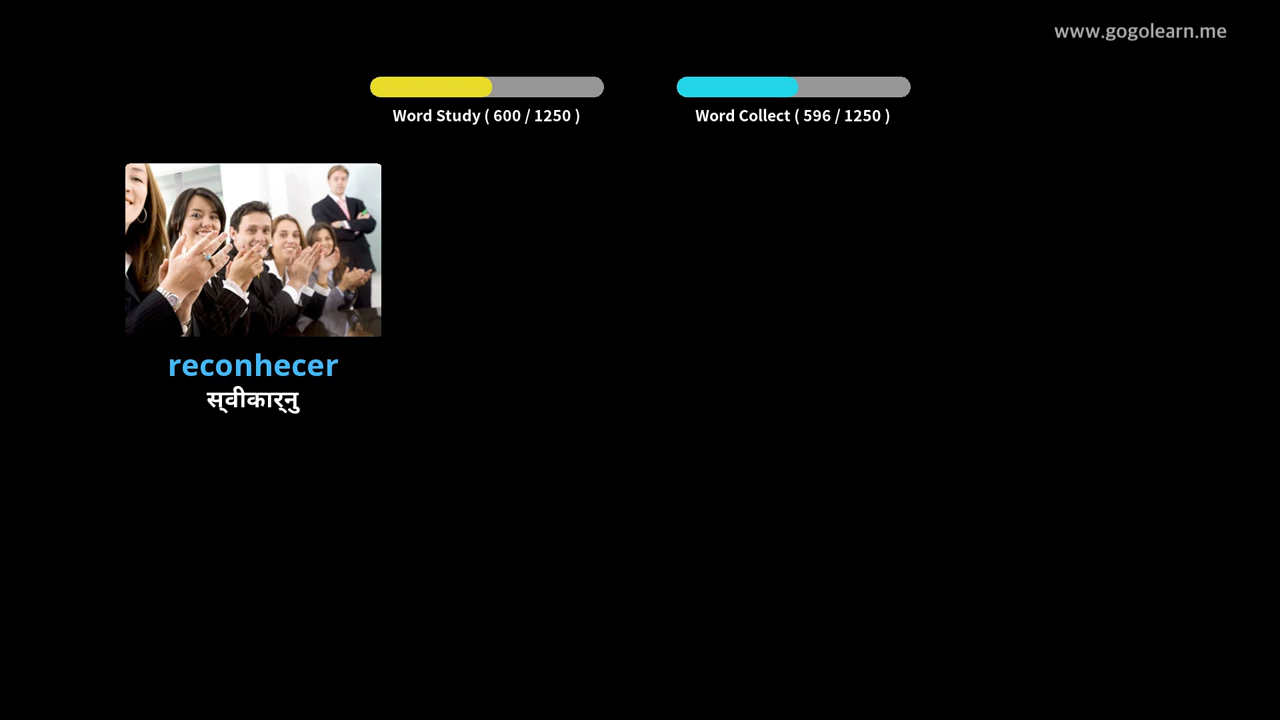 www.gogolearn.me
Word Study ( 600 / 1250 )
Word Collect ( 596 / 1250 )
reconhecer
स्वीकार्नु